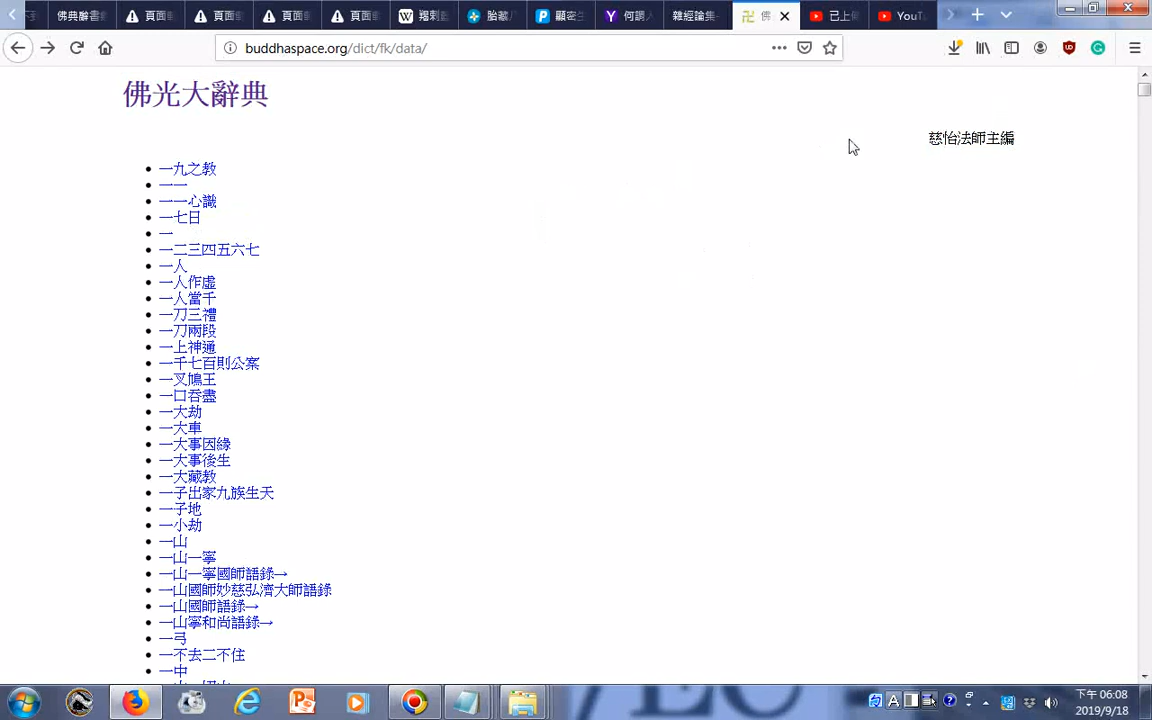 佛典辭書
頁面
頁面
頁面
頁面
胎藏
顯密
何謂
雜經論集-
佛
已上
YouT
buddhaspace.org/dict/fk/data/
佛光大辭典
慈怡法師主編
一九之教
一一
一一心識
一七日
一
一二三四五六七
一人
一人作虛
一人當千
一刀三禮
一刀兩段
一上神通
一千七百則公案
一叉鳩王
一口吞盡
一大劫
一大車
一大事因緣
一大事後生
一大藏教
一子出家九族生天
一子地
一小劫
一山
一山一寧
一山一寧國師語錄→
一山國師妙慈弘濟大師語錄
一山國師語錄→
一山寧和尚語錄→
一弓
一不去二不住
一中
下午 06:08
2019/9/18